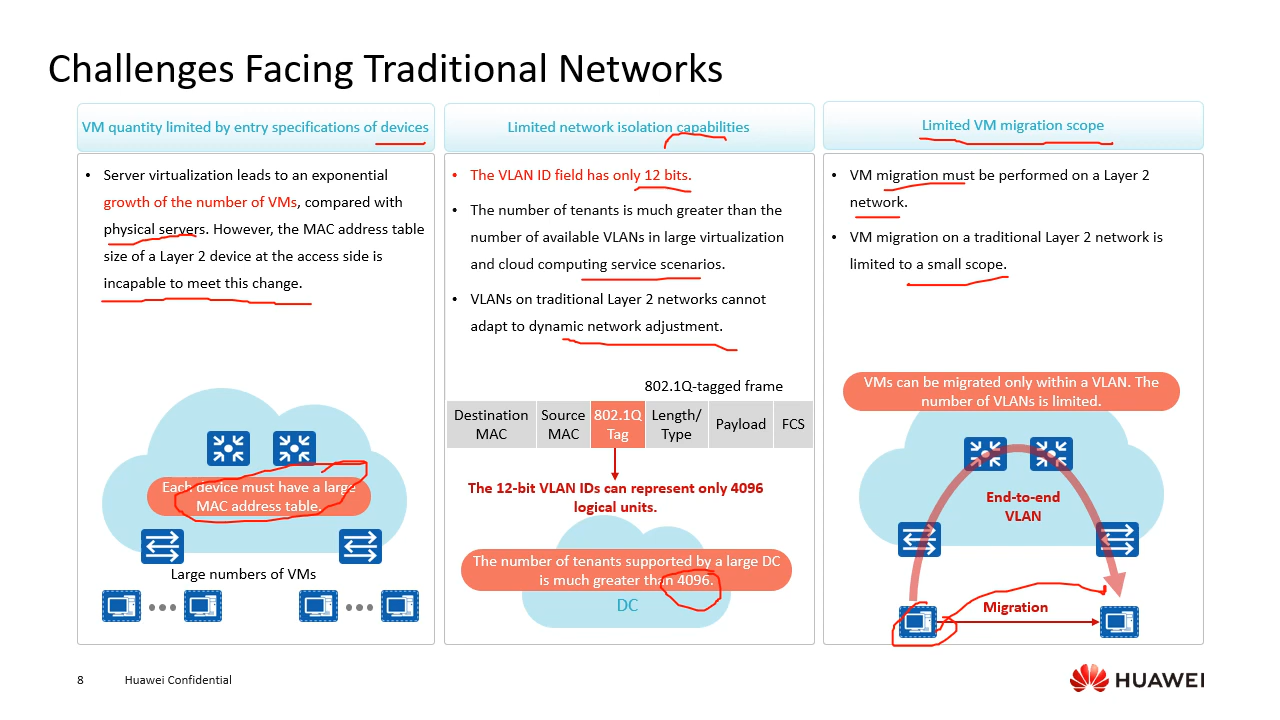 Challenges Facing Traditional Networks
VM quantity limited by entry specifications of devices
• Server virtualization leads to an exponential
growth of the number of VMs, compared with
physical servers. However, the MAC address table
size of a Layer 2 device at the access side is
incapable to meet this change.
Each device must have a large
MAC address table.
Large numbers of VMs
Limited network isolation capabilities
• The VLAN ID field has only 12 bits.
• The number of tenants is much greater than the
number of available VLANs in large virtualization
and cloud computing service scenarios.
• VLANs on traditional Layer 2 networks cannot
adapt to dynamic network adjustment.
802.1Q-tagged frame
Destination MAC
Source MAC
802.1Q Tag
Length/ Type
Payload
FCS
The 12-bit VLAN IDs can represent only 4096
logical units.
The number of tenants supported by a large DC
is much greater than 4096.
DC
Limited VM migration scope
• VM migration must be performed on a Layer 2
network.
• VM migration on a traditional Layer 2 network is
limited to a small scope.
VMs can be migrated only within a VLAN. The
number of VLANs is limited.
End-to-end
VLAN
Migration
8
Huawei Confidential
HUAWEI